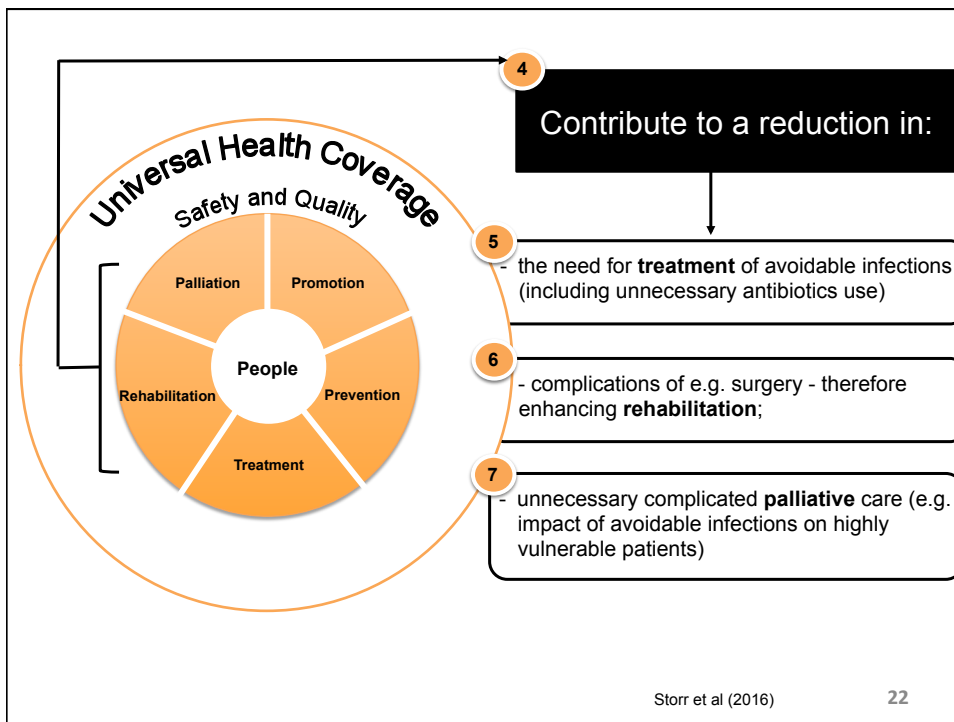 4
Contribute to a reduction in:
Universal Health Coverage
Safety and Quality
Palliation
Promotion
People
Rehabilitation
Prevention
Treatment
5
- the need for treatment of avoidable infections
(including unnecessary antibiotics use)
6
- complications of e.g. surgery - therefore
enhancing rehabilitation;
7
- unnecessary complicated palliative care (e.g.
impact of avoidable infections on highly
vulnerable patients)
Storr et al (2016)
22